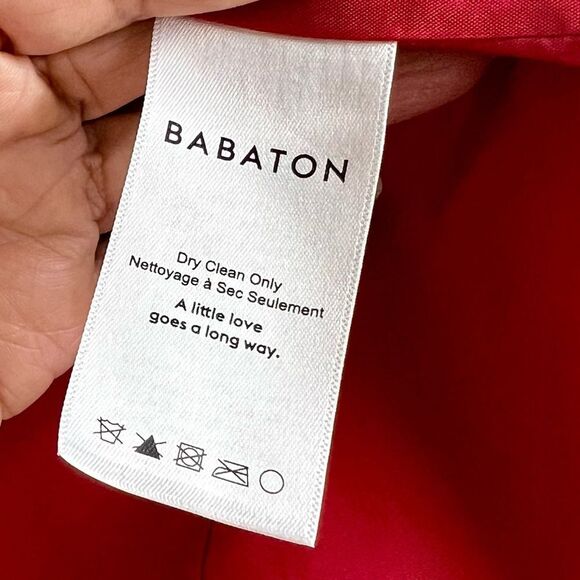 BABATON
Dry Clean Only
Nettoyage à Sec Seulement
A little love
goes a long way.